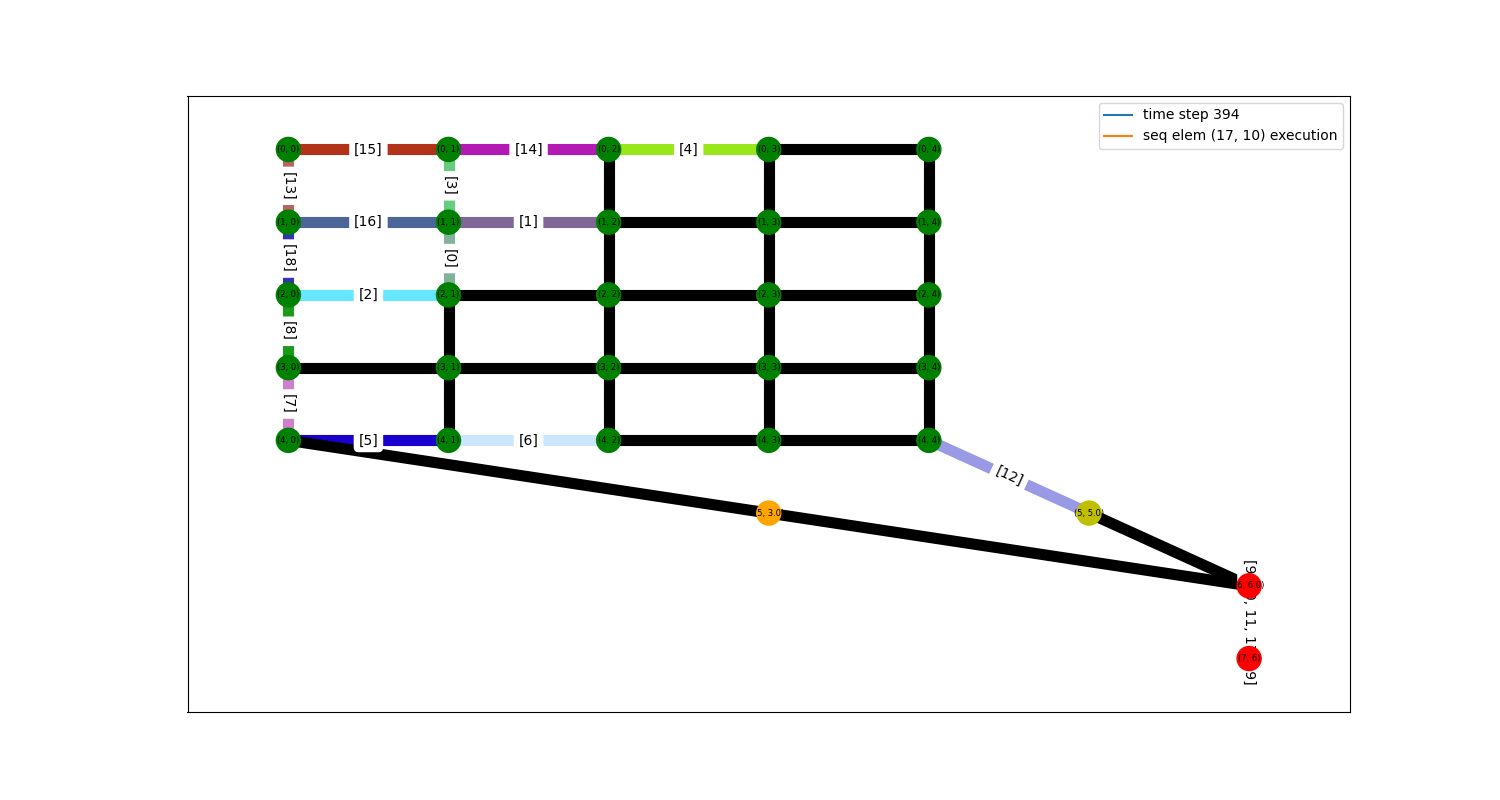 time step 394
seq elem (17, 10) execution
(0, 0) [15] (0, 1) [14] (0, 2) [4] (0, 3) (0, 4)
[13] [3]
(1, 0) [16] (1, 1) [1] (1, 2) (1, 3) (1, 4)
[18] [0]
(2, 0) [2] (2, 1) (2, 2) (2, 3) (2, 4)
[8]
(3, 0) (3, 1) (3, 2) (3, 3) (3, 4)
[7]
(4, 0) [5] (4, 1) [6] (4, 2) (4, 3) (4, 4)
[12]
(5, 3.0) (5, 5.0)
(6, 6.0)
11,
(7, 6)